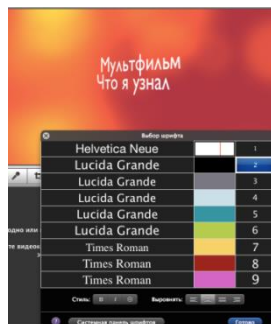 Мультфильм
Что я узнал
Выбор шрифта
Helvetica Neue 1
Lucida Grande 2
Lucida Grande 3
Lucida Grande 4
Lucida Grande 5
Lucida Grande 6
Times Roman 7
Times Roman 8
Times Roman 9
Стиль: B I
Выровнять:
? Системная панель шрифтов Готово